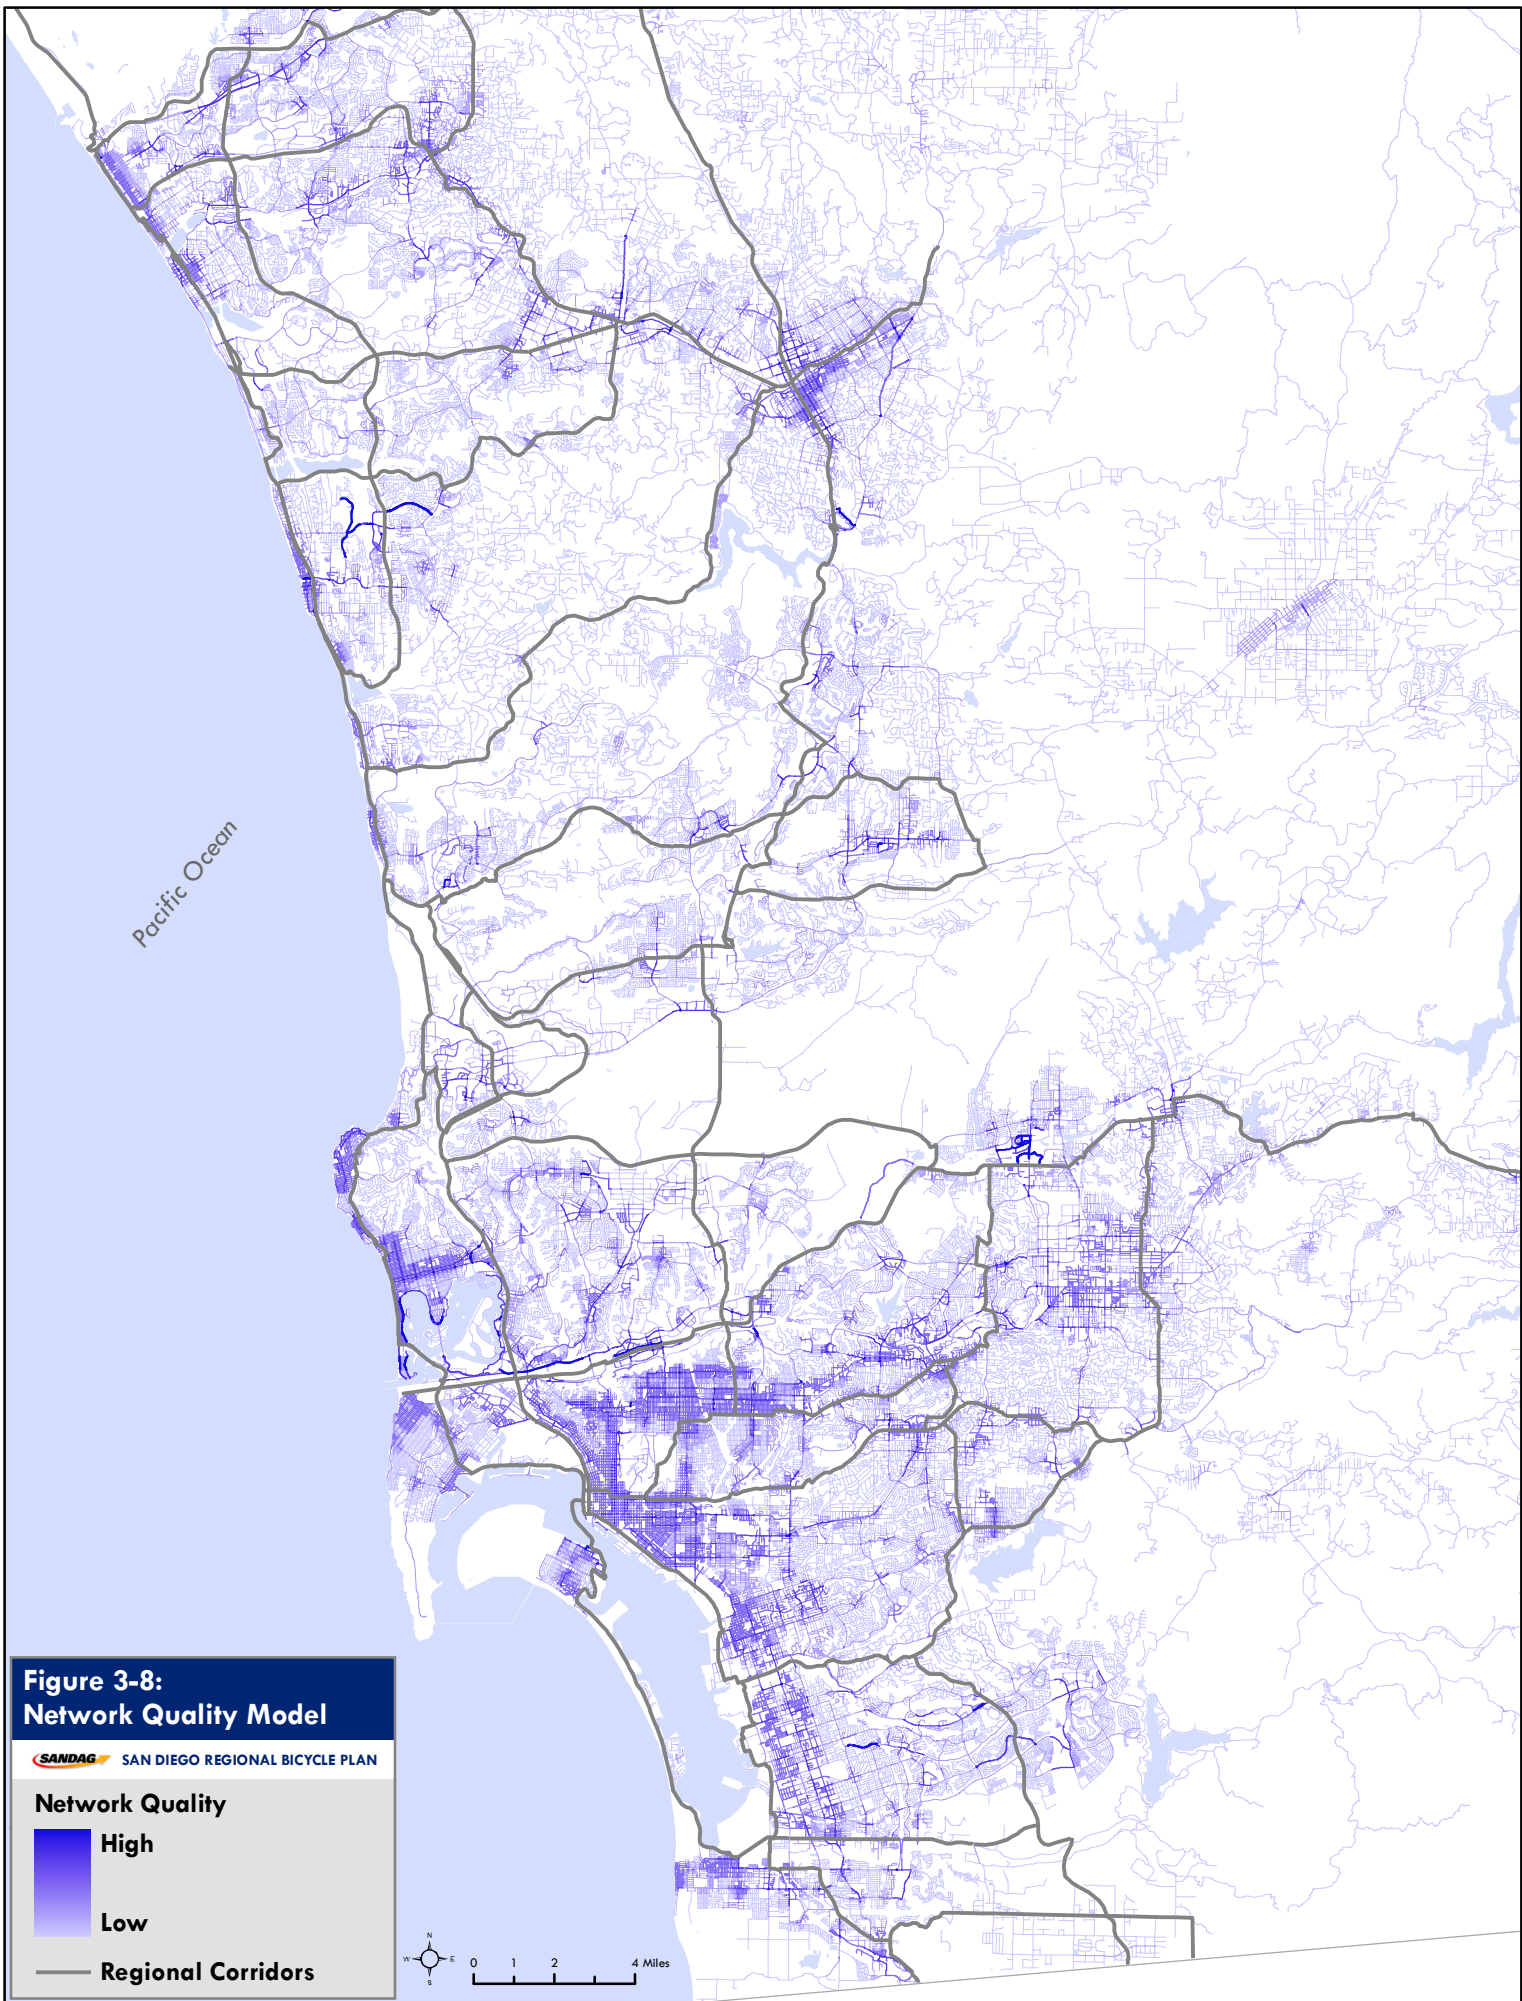 Pacific Ocean
Figure 3-8:
Network Quality Model
SANDAG SAN DIEGO REGIONAL BICYCLE PLAN
Network Quality
High
Low
Regional Corridors
N
W E
S
0 1 2 4 Miles